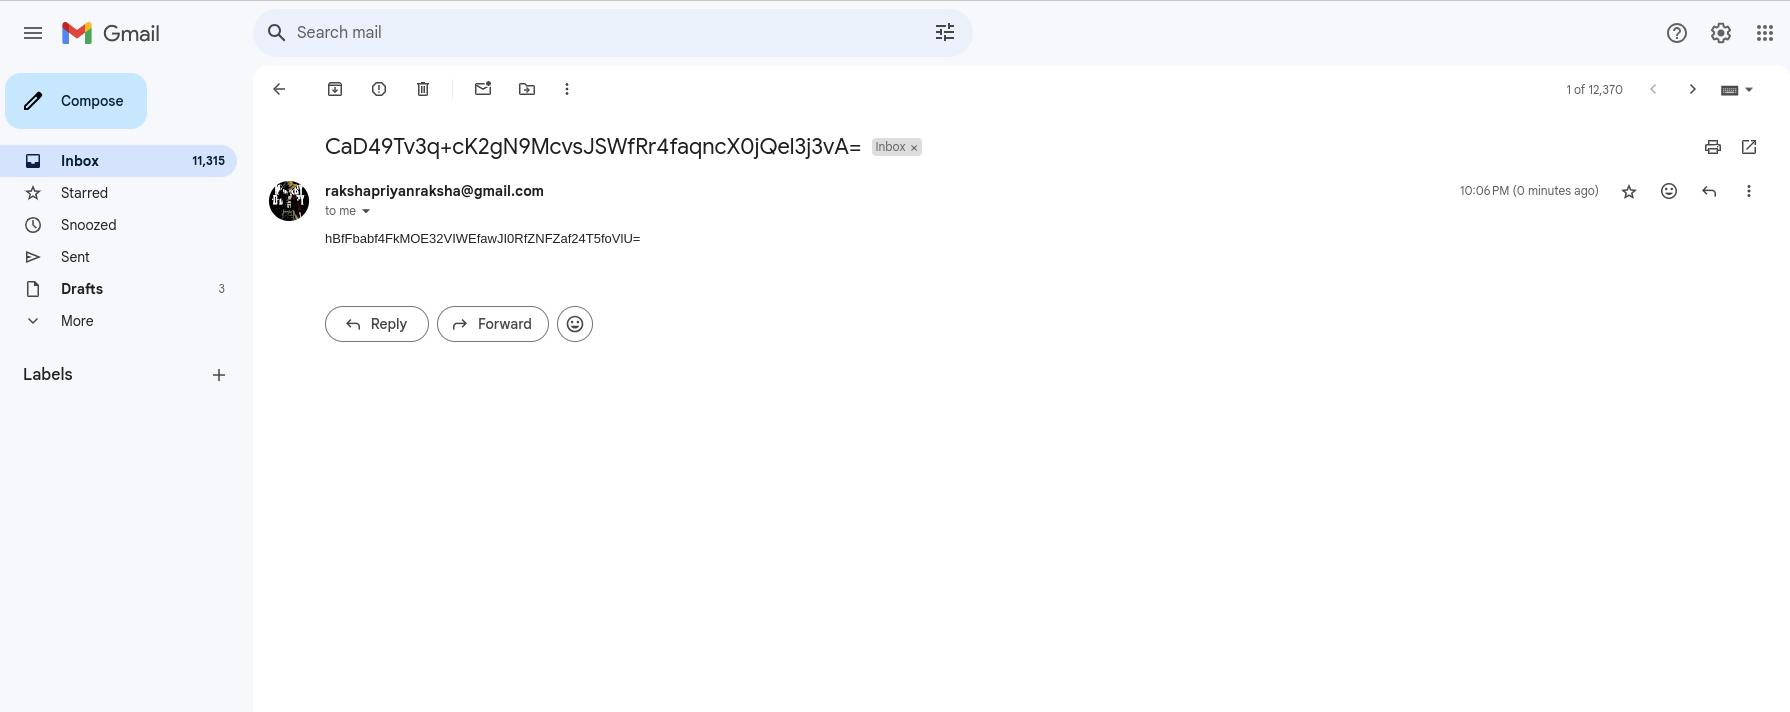 Gmail
Search mail
Compose
1 of 12,370
CaD49Tv3q+cK2gN9McvsJSWfRr4faqncX0jQel3j3vA= Inbox ×
Inbox 11,315
rakshapriyanraksha@gmail.com 10:06 PM (0 minutes ago)
Starred
to me
Snoozed
hBfFbabf4FkMOE32VIWEfawJI0RfZNFZaf24T5foVlU=
Sent
Drafts 3
More
Reply Forward
Labels